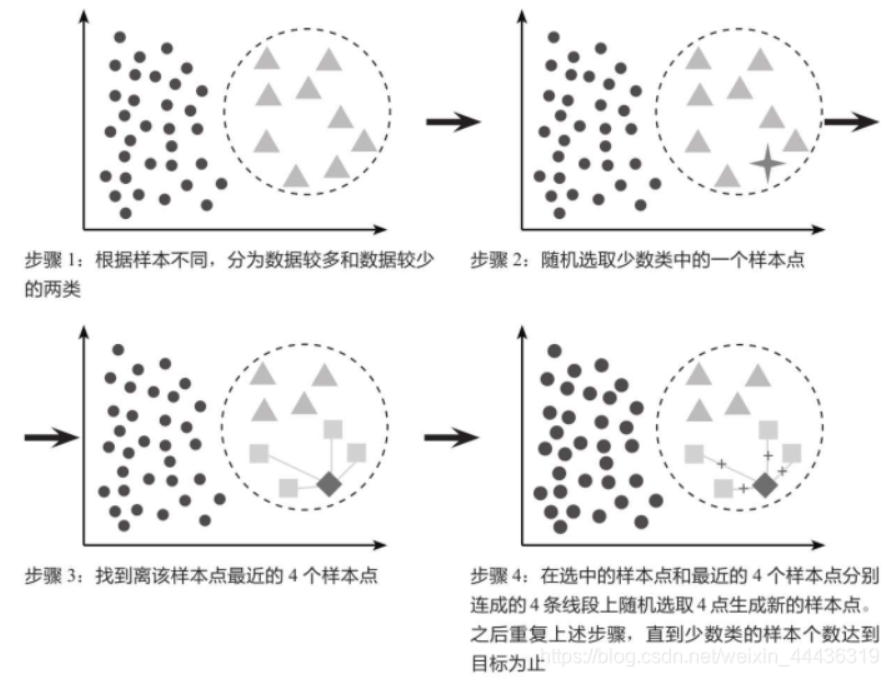 步骤 1：根据样本不同，分为数据较多和数据较少
的两类
步骤 2：随机选取少数类中的一个样本点
步骤 3：找到离该样本点最近的 4 个样本点
步骤 4：在选中的样本点和最近的 4 个样本点分别
连成的 4 条线段上随机选取 4 点生成新的样本点。
之后重复上述步骤，直到少数类的样本个数达到
目标为止
https://blog.csdn.net/weixin_44436319